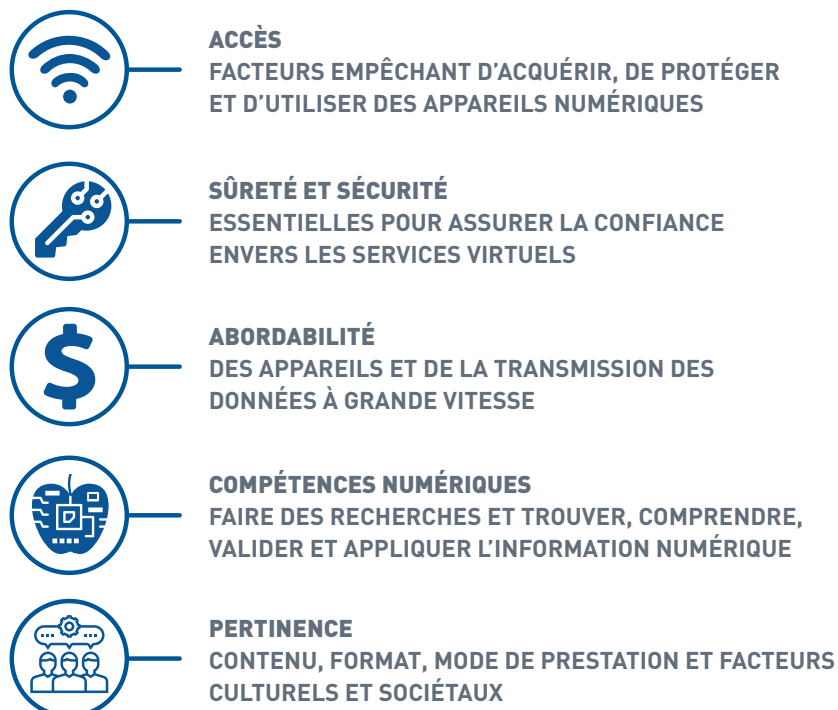 ACCÈS
FACTEURS EMPÊCHANT D'ACQUÉRIR, DE PROTÉGER
ET D'UTILISER DES APPAREILS NUMÉRIQUES
SÛRETÉ ET SÉCURITÉ
ESSENTIELLES POUR ASSURER LA CONFIANCE
ENVERS LES SERVICES VIRTUELS
$
ABORDABILITÉ
DES APPAREILS ET DE LA TRANSMISSION DES
DONNÉES À GRANDE VITESSE
COMPÉTENCES NUMÉRIQUES
FAIRE DES RECHERCHES ET TROUVER, COMPRENDRE,
VALIDER ET APPLIQUER L'INFORMATION NUMÉRIQUE
PERTINENCE
CONTENU, FORMAT, MODE DE PRESTATION ET FACTEURS
CULTURELS ET SOCIÉTAUX